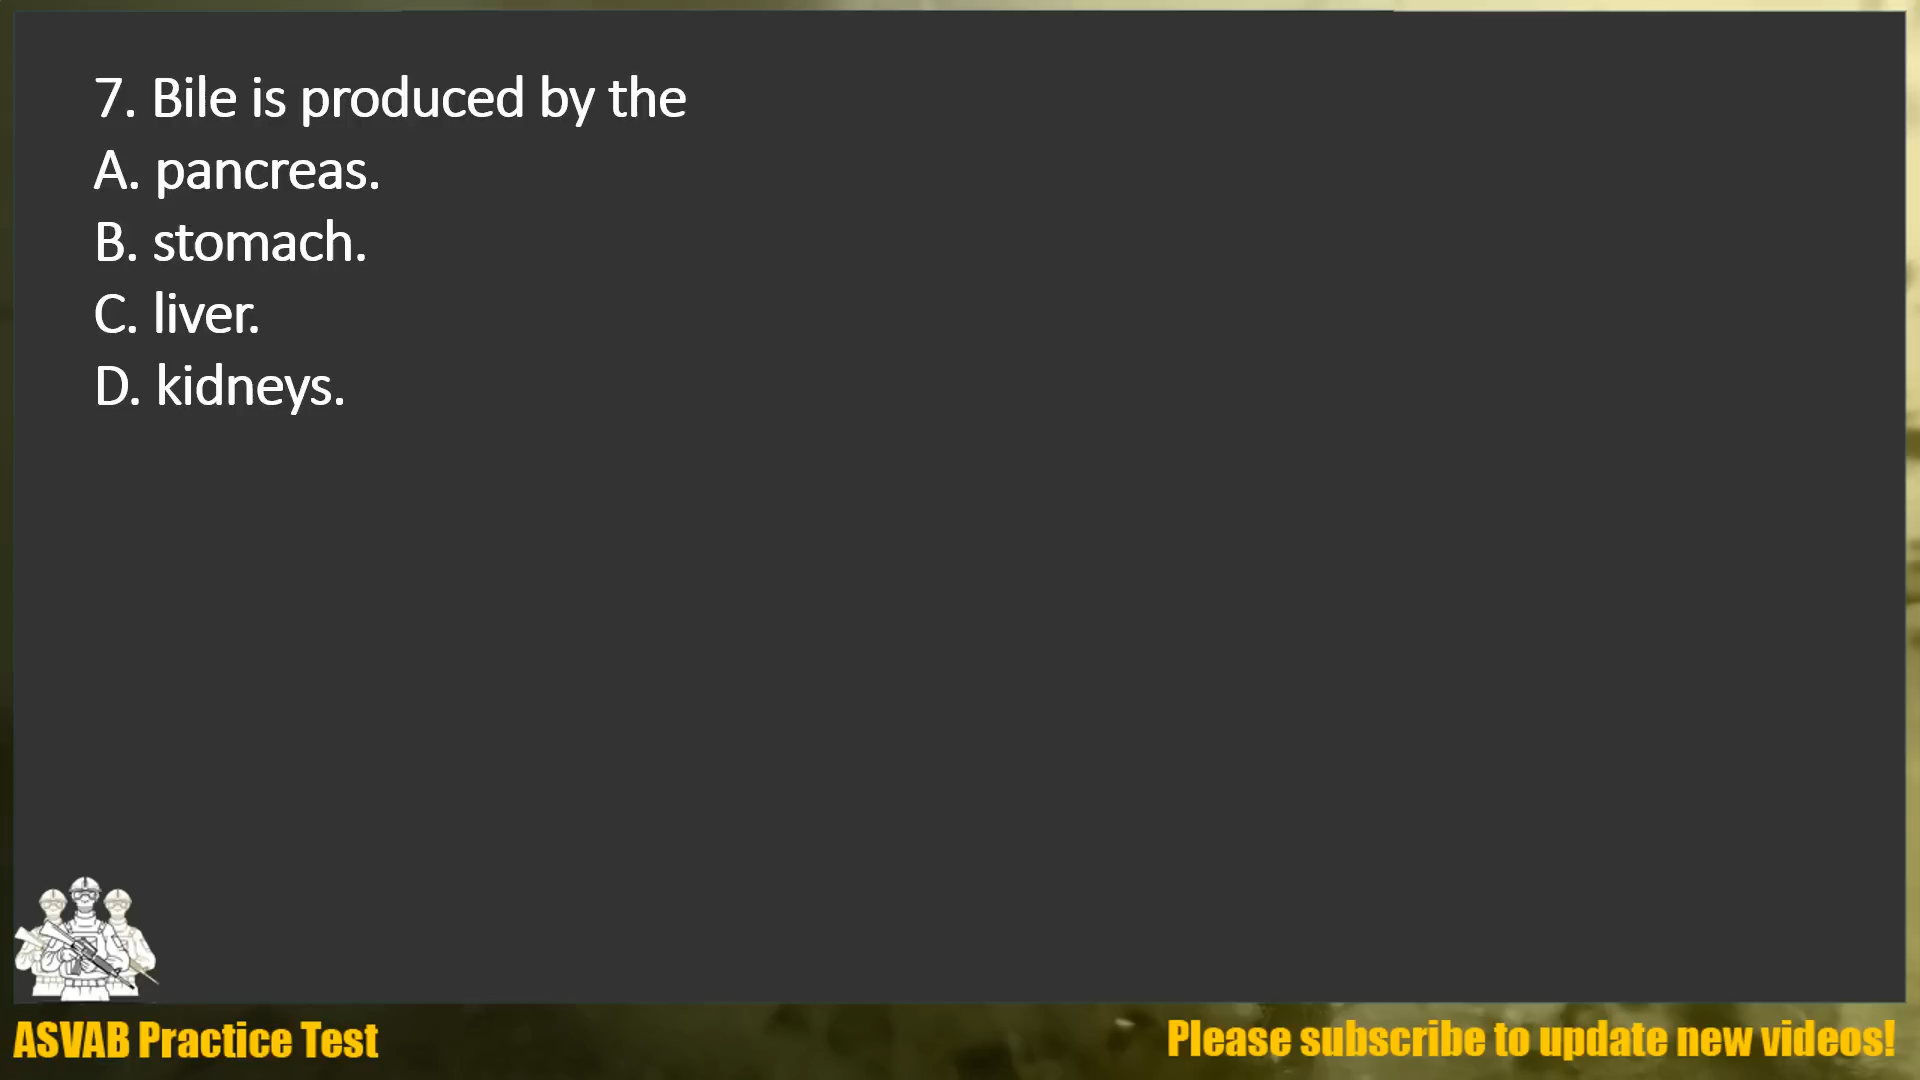 7. Bile is produced by the
A. pancreas.
B. stomach.
C. liver.
D. kidneys.
ASVAB Practice Test
Please subscribe to update new videos!